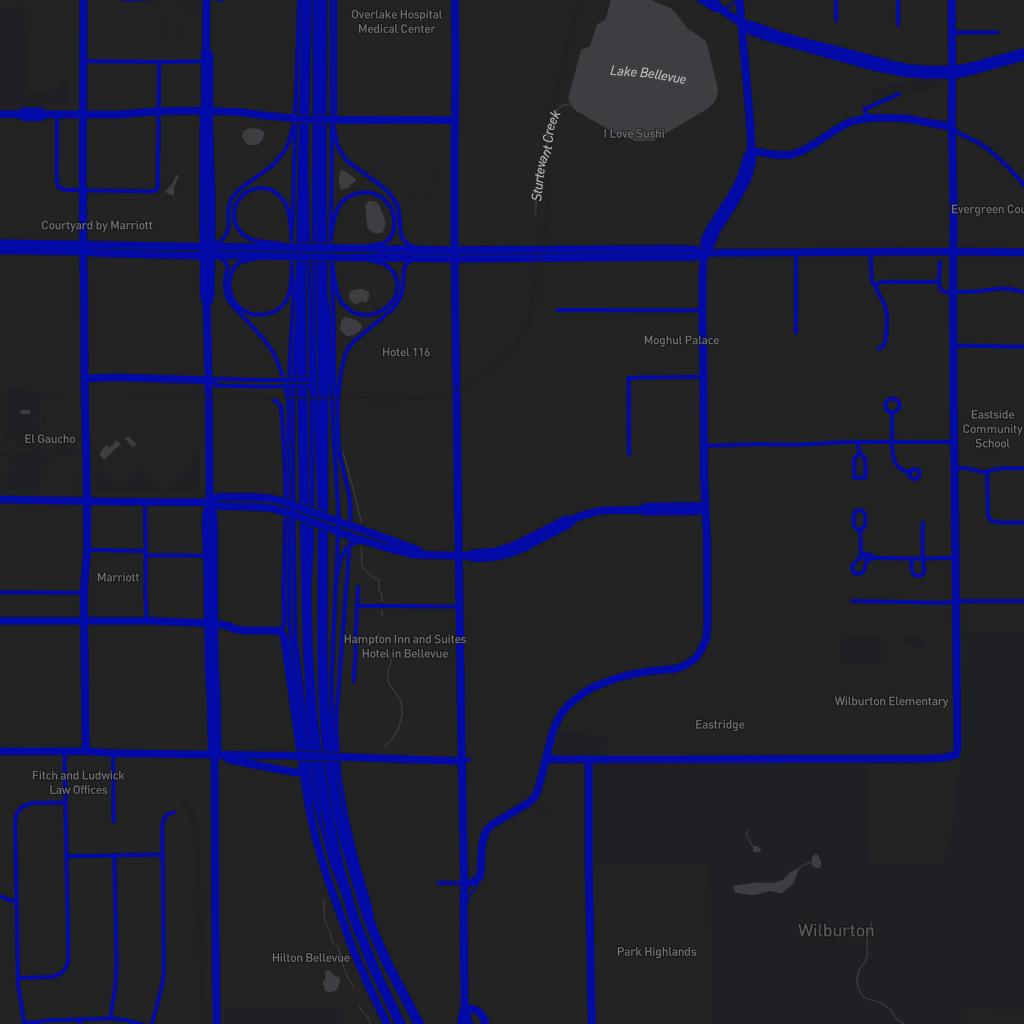 Overlake Hospital
Medical Center
Lake Bellevue
I Love Sushi
Sturtevant Creek
Courtyard by Marriott
Evergreen Cou
Moghul Palace
Hotel 116
Eastside
Community
School
El Gaucho
Marriott
Hampton Inn and Suites
Hotel in Bellevue
Wilburton Elementary
Eastridge
Fitch and Ludwick
Law Offices
Wilburton
Park Highlands
Hilton Bellevue